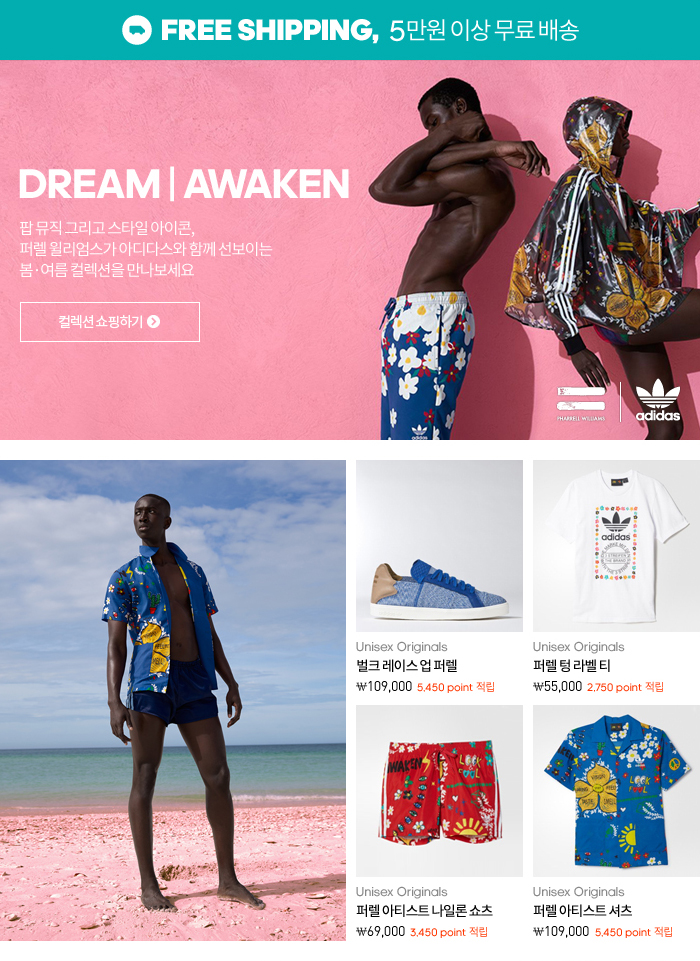 FREE SHIPPING, 5만원 이상 무료 배송
DREAM | AWAKEN
팝 뮤직 그리고 스타일 아이콘,
퍼렐 윌리엄스가 아디다스와 함께 선보이는
봄·여름 컬렉션을 만나보세요
컬렉션 쇼핑하기
adidas
PHARRELL WILLIAMS
adidas
adidas
Unisex Originals
벌크 레이스 업 퍼렐
₩109,000 5,450 point 적립
Unisex Originals
퍼렐 텅 라벨 티
₩55,000 2,750 point 적립
AWAKEN
LOOK
LOOK
Unisex Originals
퍼렐 아티스트 나일론 쇼츠
₩69,000 3,450 point 적립
Unisex Originals
퍼렐 아티스트 셔츠
₩109,000 5,450 point 적립